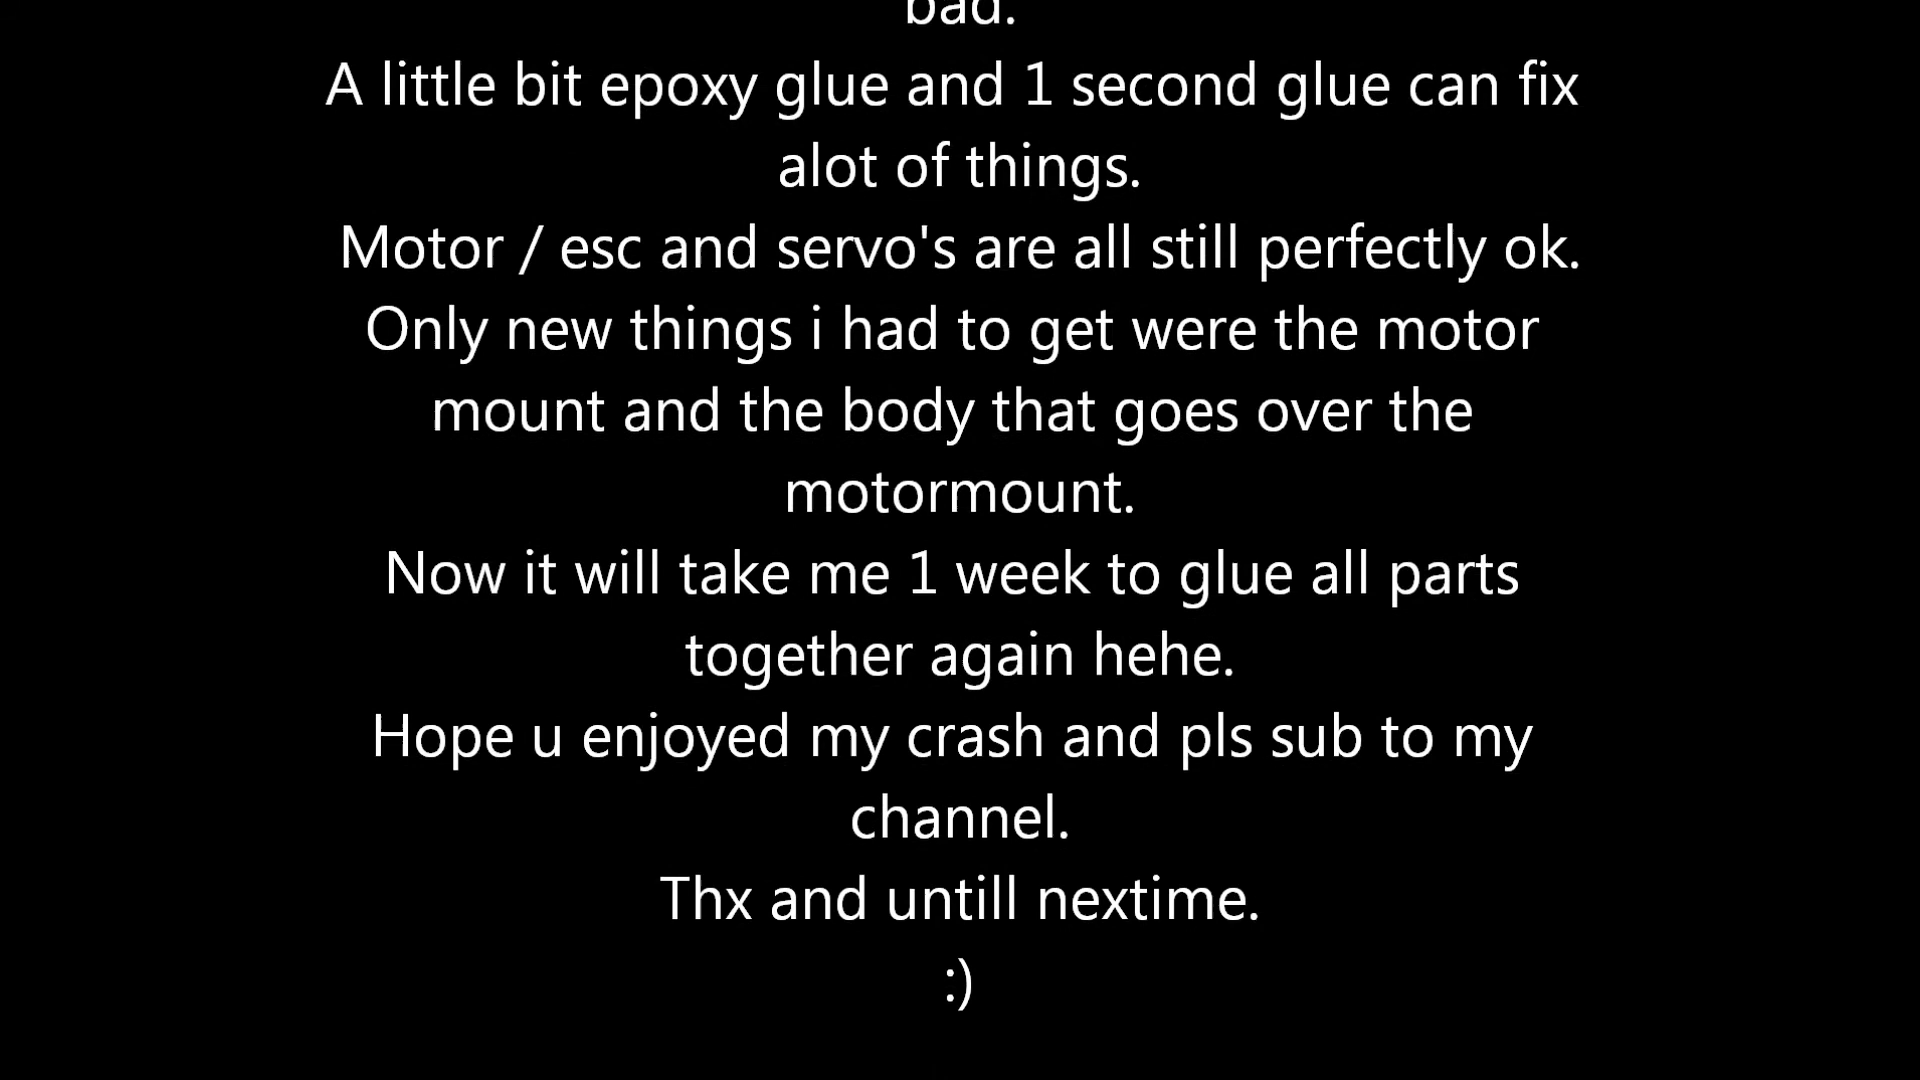 bad.
A little bit epoxy glue and 1 second glue can fix
alot of things.
Motor / esc and servo's are all still perfectly ok.
Only new things i had to get were the motor
mount and the body that goes over the
motormount.
Now it will take me 1 week to glue all parts
together again hehe.
Hope u enjoyed my crash and pls sub to my
channel.
Thx and untill nextime.
:)